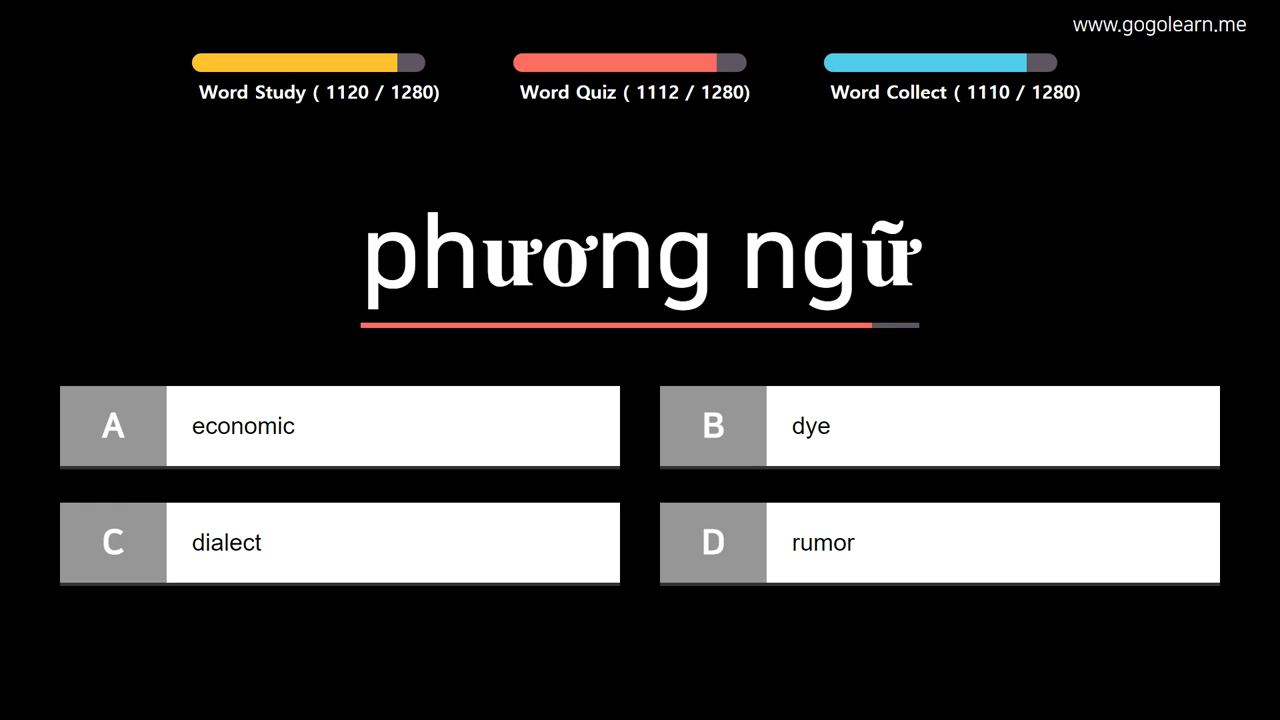 www.gogolearn.me
Word Study ( 1120 / 1280)
Word Quiz ( 1112 / 1280)
Word Collect ( 1110 / 1280)
phương ngữ
A economic
B dye
C dialect
D rumor